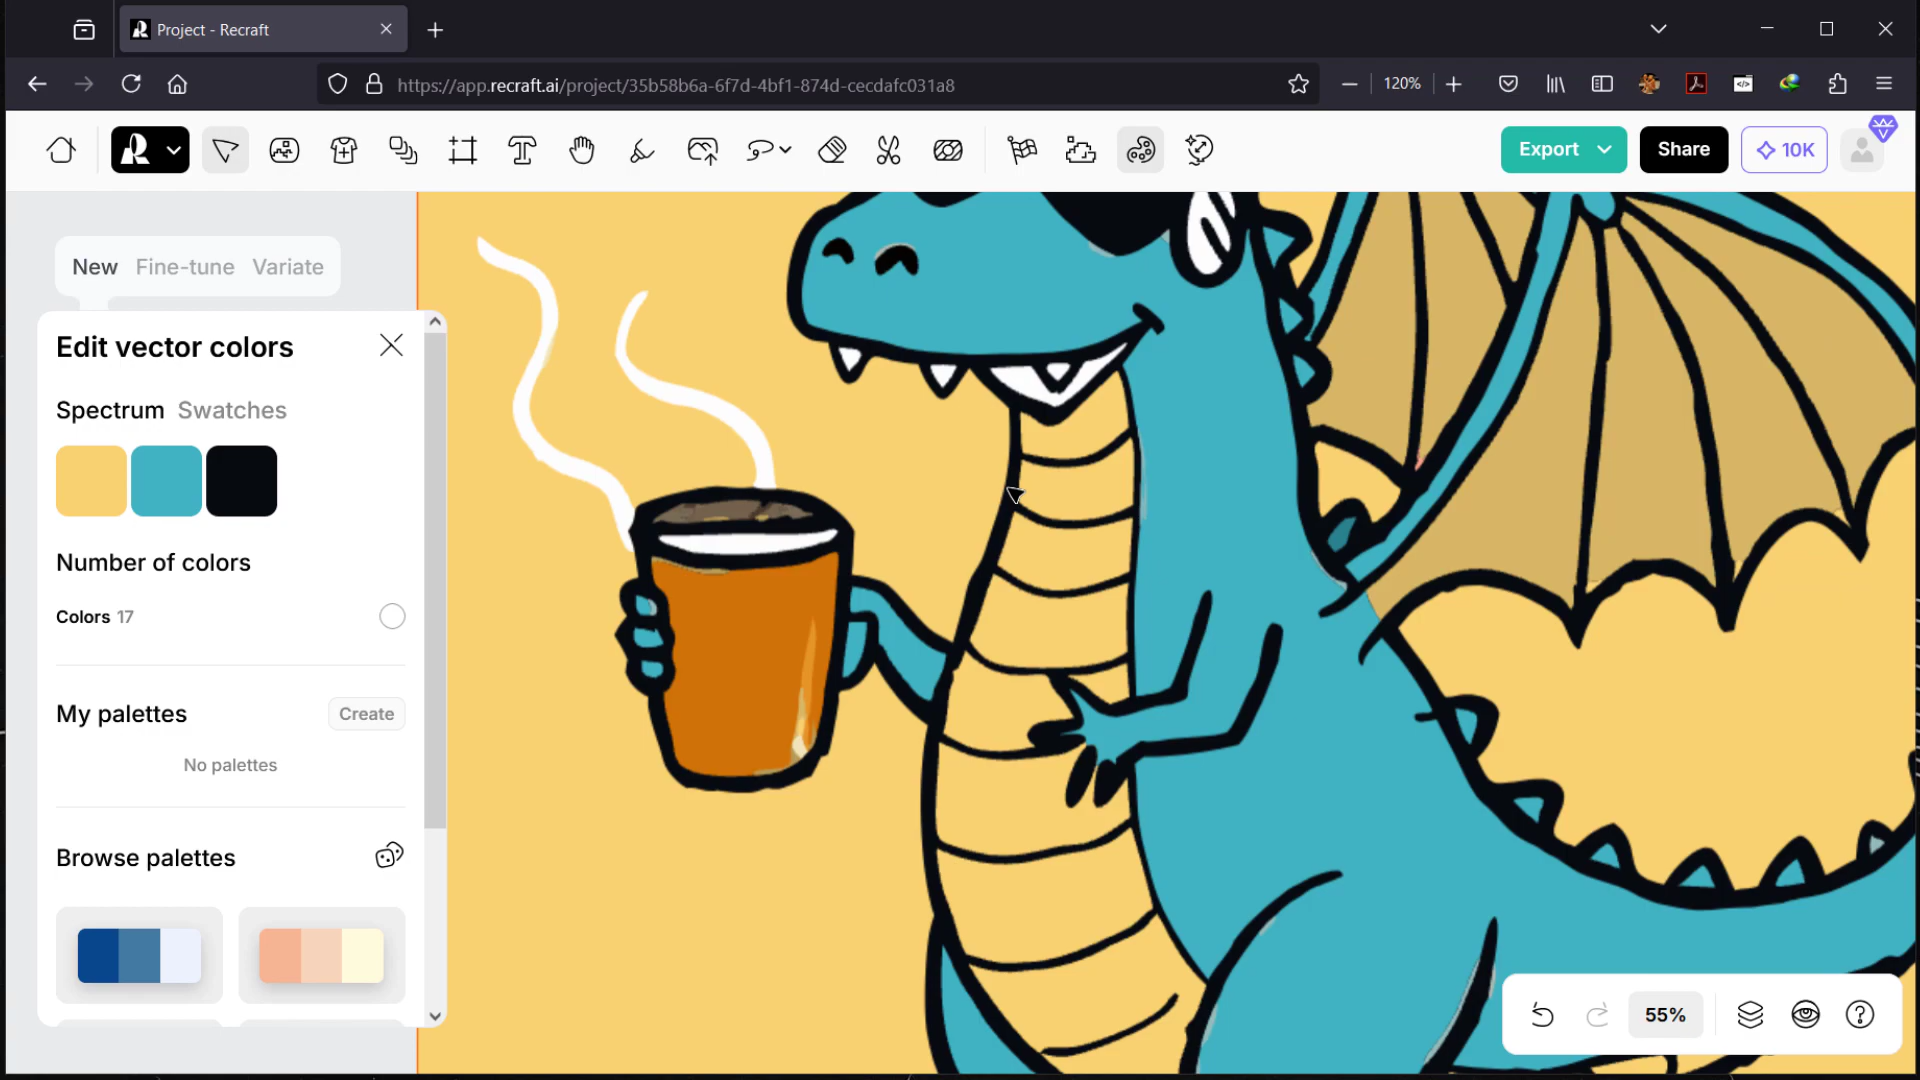 Project - Recraft
https://app.recraft.ai/project/35b58b6a-6f7d-4bf1-874d-cecdafc031a8
120%
Export
Share
10K
New Fine-tune Variate
Edit vector colors
Spectrum Swatches
Number of colors
Colors 17
My palettes
Create
No palettes
Browse palettes
55%